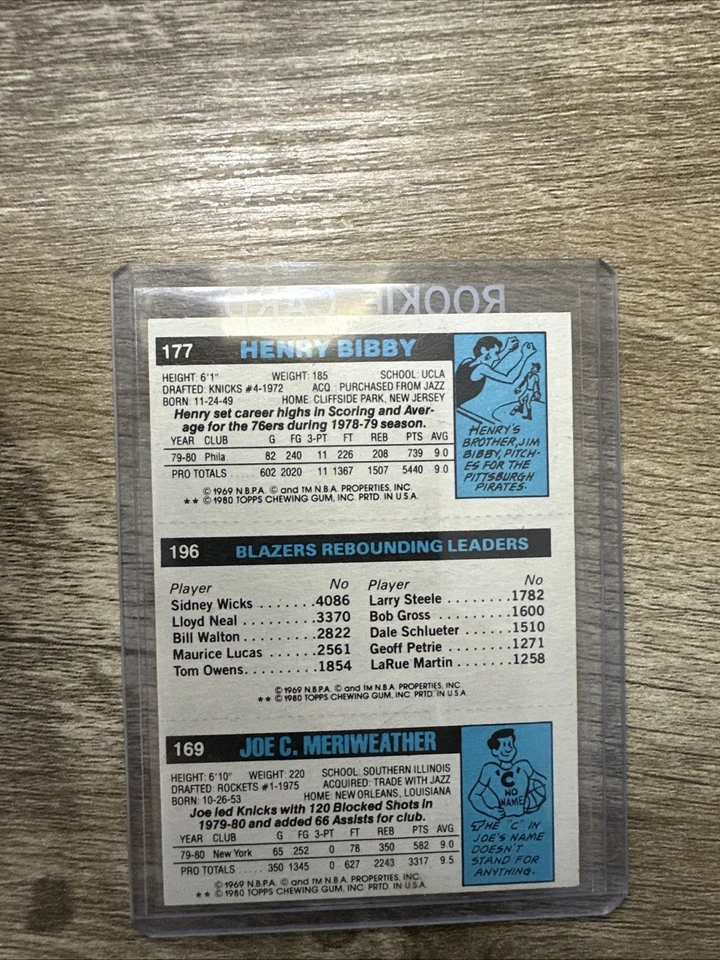 ROOKIE CARD
177 HENRY BIBBY
HEIGHT: 6'1" WEIGHT: 185 SCHOOL: UCLA
DRAFTED: KNICKS #4-1972 ACQ.: PURCHASED FROM JAZZ
BORN: 11-24-49 HOME: CLIFFSIDE PARK, NEW JERSEY
Henry set career highs in Scoring and Aver-
age for the 76ers during 1978-79 season.
YEAR CLUB G FG 3-PT FT REB PTS AVG
79-80 Phila. 82 240 11 226 208 739 9.0
PRO TOTALS 602 2020 11 1367 1507 5440 9.0
© 1969 N.B.P.A. © and TM N.B.A. PROPERTIES, INC.
** © 1980 TOPPS CHEWING GUM, INC. PRTD. IN U.S.A.
HENRY'S
BROTHER, JIM
BIBBY, PITCH-
ES FOR THE
PITTSBURGH
PIRATES.
196 BLAZERS REBOUNDING LEADERS
Player No Player No
Sidney Wicks .......4086 Larry Steele ........1782
Lloyd Neal .........3370 Bob Gross .........1600
Bill Walton .........2822 Dale Schlueter .....1510
Maurice Lucas .....2561 Geoff Petrie ........1271
Tom Owens.........1854 LaRue Martin .......1258
© 1969 N.B.P.A. © and TM N.B.A. PROPERTIES, INC
** © 1980 TOPPS CHEWING GUM, INC PRTD IN U.S.A
169 JOE C. MERIWEATHER
HEIGHT: 6'10" WEIGHT: 220 SCHOOL: SOUTHERN ILLINOIS
DRAFTED: ROCKETS #1-1975 ACQUIRED: TRADE WITH JAZZ
BORN: 10-26-53 HOME: NEW ORLEANS, LOUISIANA
Joe led Knicks with 120 Blocked Shots in
1979-80 and added 66 Assists for club.
YEAR CLUB G FG 3-PT FT REB PTS AVG
79-80 New York 65 252 0 78 350 582 9.0
PRO TOTALS ..... 350 1345 0 627 2243 3317 9.5
© 1969 N.B.P.A. © and TM N.B.A. PROPERTIES, INC.
** © 1980 TOPPS CHEWING GUM, INC. PRTD. IN U.S.A.
"C"
NO
NAME
THE "C" IN
JOE'S NAME
DOESN'T
STAND FOR
ANYTHING.